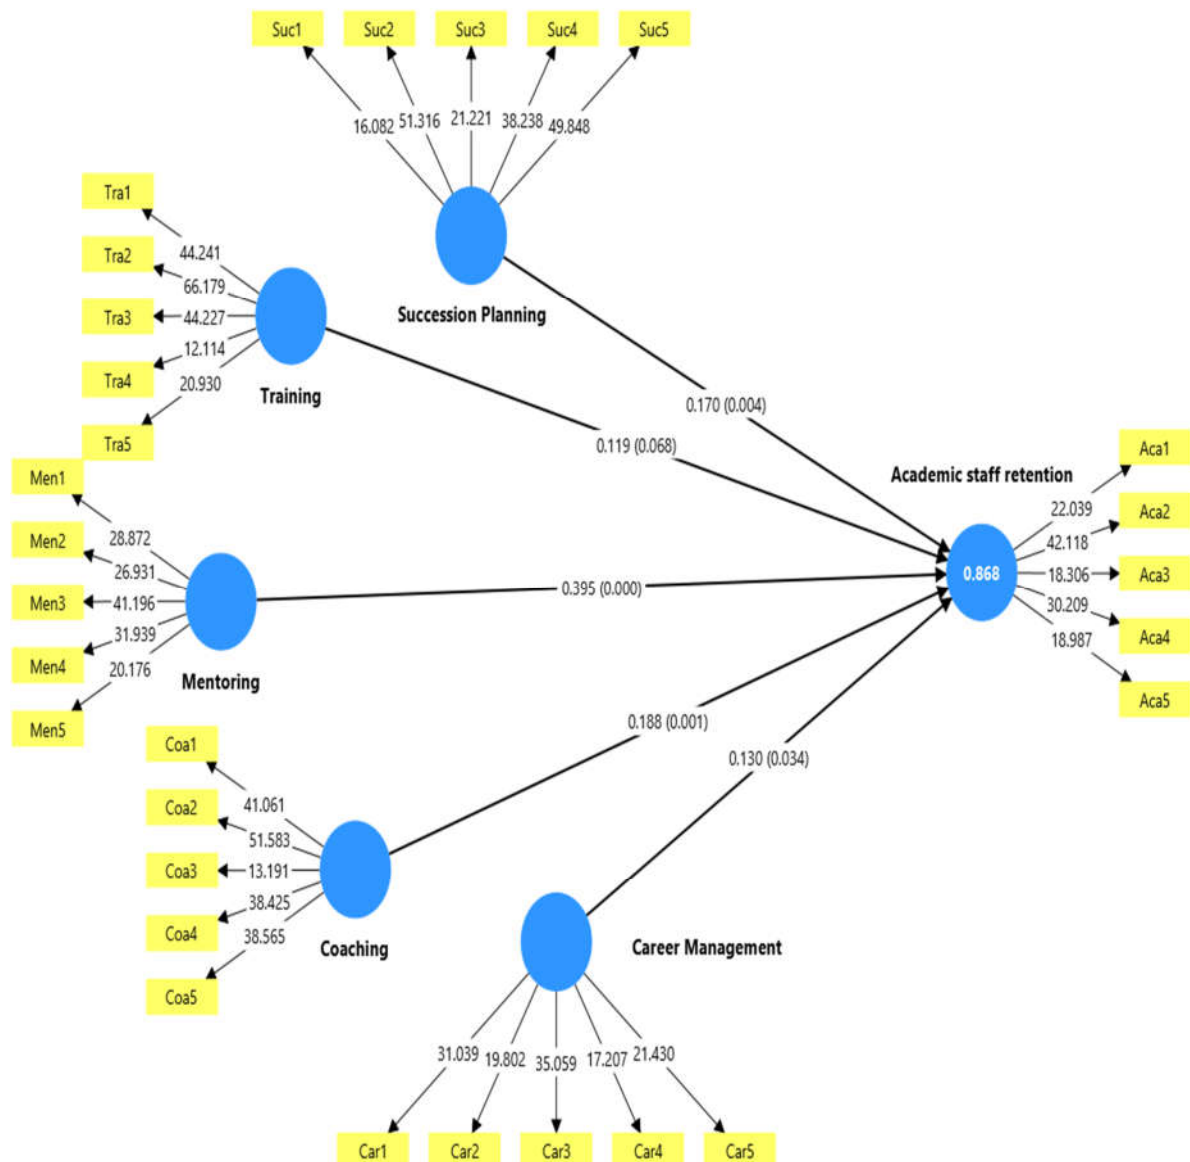 Suc1 Suc2 Suc3 Suc4 Suc5
16.082 51.316 21.221 38.238 49.848
Succession Planning
Tra1
Tra2
Tra3
Tra4
Tra5
44.241
66.179
44.227
12.114
20.930
Training
Men1
Men2
Men3
Men4
Men5
28.872
26.931
41.196
31.939
20.176
Mentoring
Coa1
Coa2
Coa3
Coa4
Coa5
41.061
51.583
13.191
38.425
38.565
Coaching
Career Management
31.039 19.802 35.059 17.207 21.430
Car1 Car2 Car3 Car4 Car5
0.170 (0.004)
0.119 (0.068)
0.395 (0.000)
0.188 (0.001)
0.130 (0.034)
Academic staff retention
0.868
22.039
42.118
18.306
30.209
18.987
Aca1
Aca2
Aca3
Aca4
Aca5